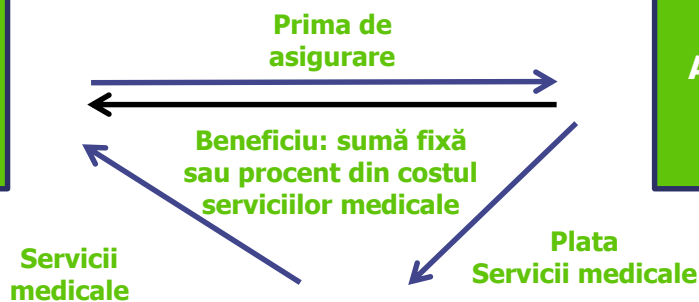 Prima de
asigurare
A
Beneficiu: sumă fixă
sau procent din costul
serviciilor medicale
Plata
Servicii medicale
Servicii
medicale